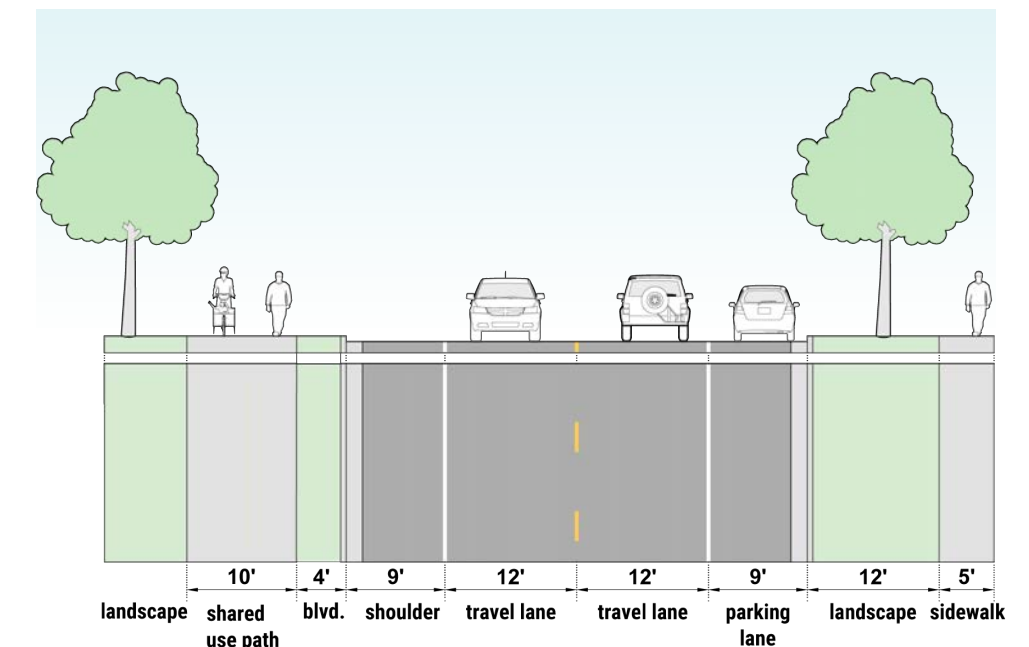 10' 4' 9' 12' 12' 9' 12' 5'
landscape shared use path blvd. shoulder travel lane travel lane parking lane landscape sidewalk